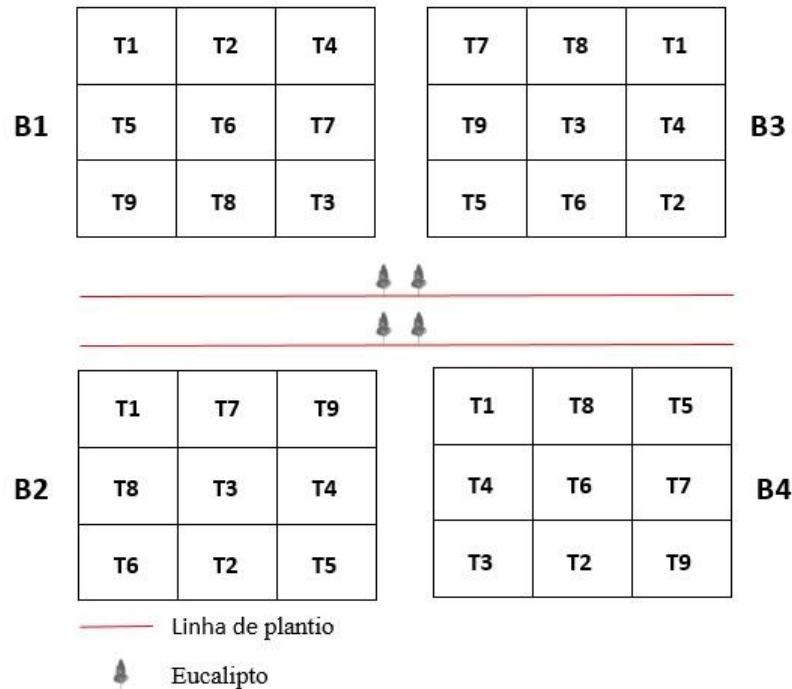 T1 T2 T4 T7 T8 T1
B1 T5 T6 T7 T9 T3 T4 B3
T9 T8 T3 T5 T6 T2
T1 T7 T9 T1 T8 T5
B2 T8 T3 T4 T4 T6 T7 B4
T6 T2 T5 T3 T2 T9
Linha de plantio
Eucalipto